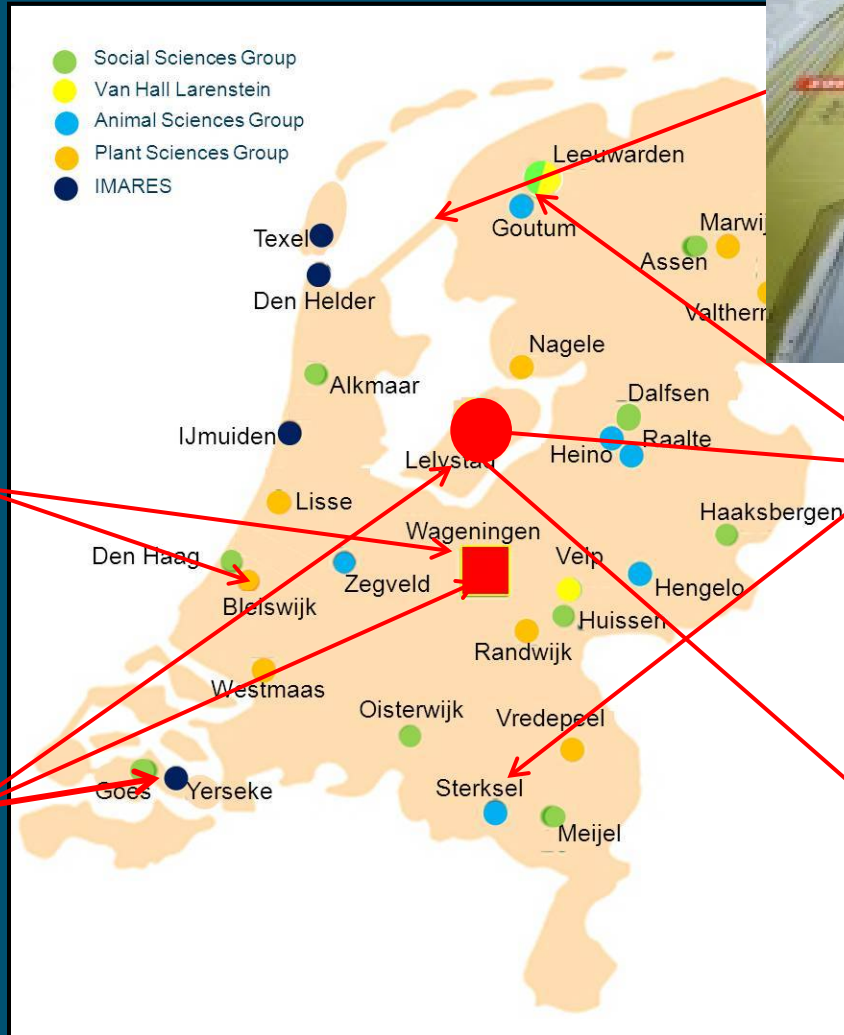 Social Sciences Group
Van Hall Larenstein
Animal Sciences Group
Plant Sciences Group
IMARES
Leeuwarden
Goutum
Texel
Assen
Den Helder
Nagele
Alkmaar
Dalfsen
IJmuiden
Heino
Raalte
Lelystad
Lisse
Haaksbergen
Wageningen
Den Haag
Velp
Zegveld
Hengelo
Bleiswijk
Huissen
Randwijk
Westmaas
Oisterwijk
Vredepeel
Goes
Yerseke
Sterksel
Meijel